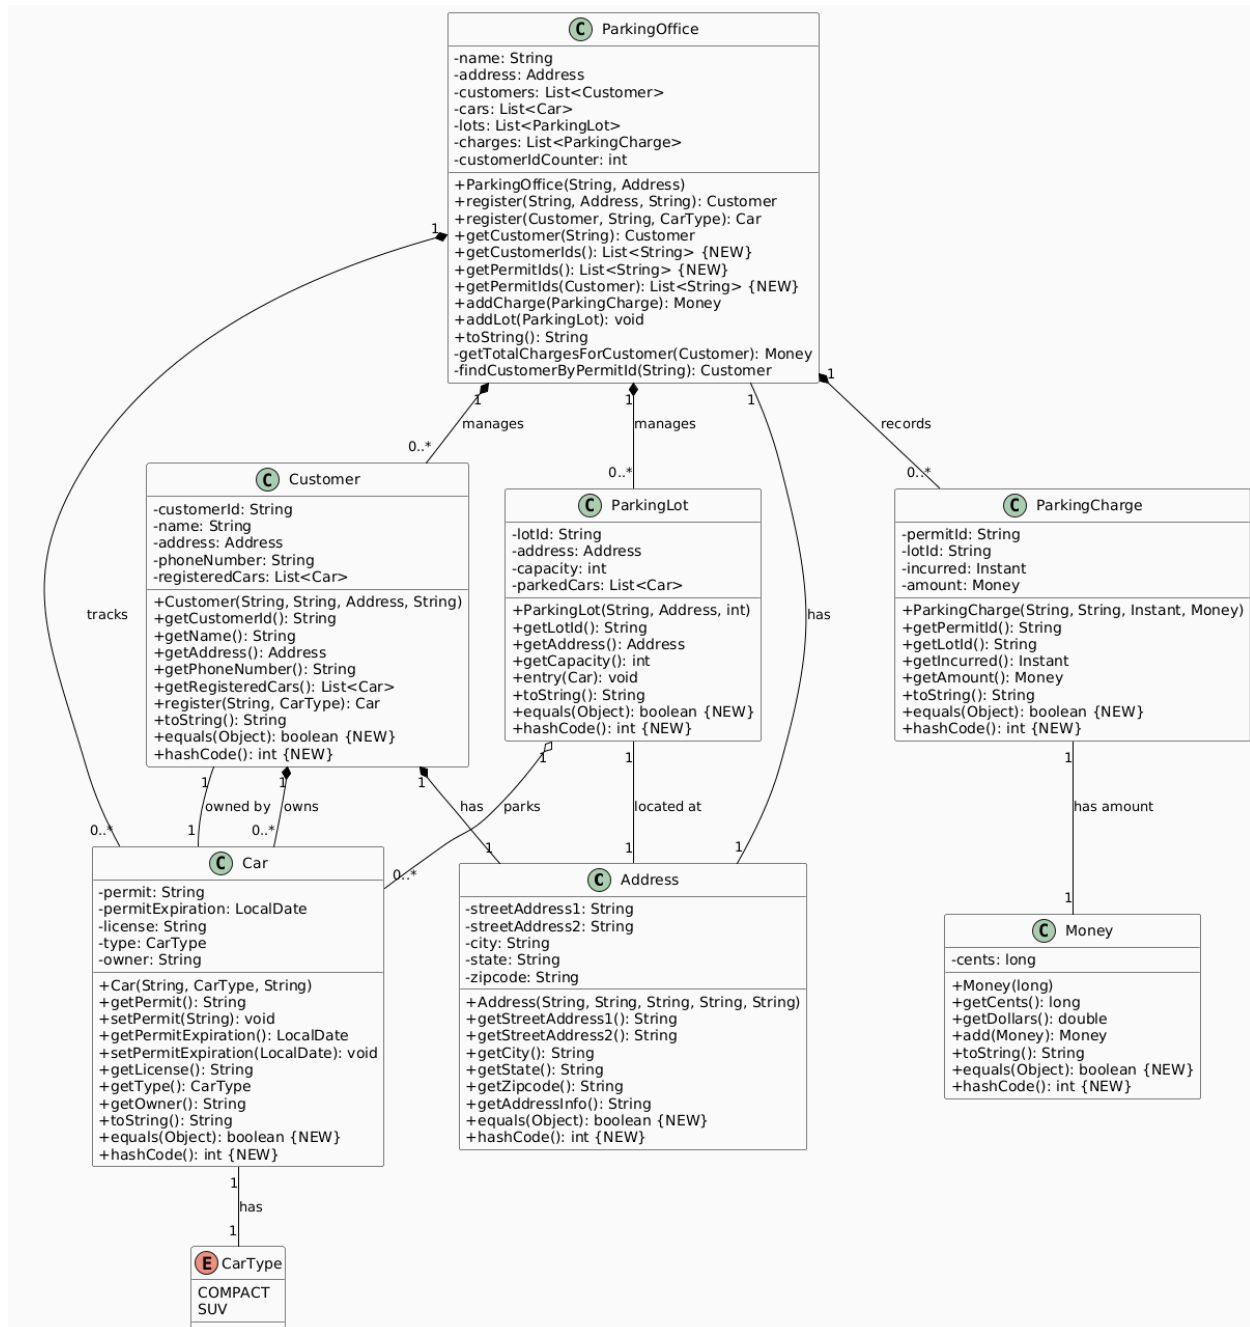 C ParkingOffice
-name: String
-address: Address
-customers: List<Customer>
-cars: List<Car>
-lots: List<ParkingLot>
-charges: List<ParkingCharge>
-customerIdCounter: int
+ParkingOffice(String, Address)
+register(String, Address, String): Customer
+register(Customer, String, CarType): Car
+getCustomer(String): Customer
+getCustomerIds(): List<String> {NEW}
+getPermitIds(): List<String> {NEW}
+getPermitIds(Customer): List<String> {NEW}
+addCharge(ParkingCharge): Money
+addLot(ParkingLot): void
+toString(): String
-getTotalChargesForCustomer(Customer): Money
-findCustomerByPermitId(String): Customer
1
1
1
1
1
manages
manages
records
0..*
0..*
0..*
C Customer
-customerId: String
-name: String
-address: Address
-phoneNumber: String
-registeredCars: List<Car>
+Customer(String, String, Address, String)
+getCustomerId(): String
+getName(): String
+getAddress(): Address
+getPhoneNumber(): String
+getRegisteredCars(): List<Car>
+register(String, CarType): Car
+toString(): String
+equals(Object): boolean {NEW}
+hashCode(): int {NEW}
C ParkingLot
-lotId: String
-address: Address
-capacity: int
-parkedCars: List<Car>
+ParkingLot(String, Address, int)
+getLotId(): String
+getAddress(): Address
+getCapacity(): int
+entry(Car): void
+toString(): String
+equals(Object): boolean {NEW}
+hashCode(): int {NEW}
C ParkingCharge
-permitId: String
-lotId: String
-incurred: Instant
-amount: Money
+ParkingCharge(String, String, Instant, Money)
+getPermitId(): String
+getLotId(): String
+getIncurred(): Instant
+getAmount(): Money
+toString(): String
+equals(Object): boolean {NEW}
+hashCode(): int {NEW}
tracks
has
1
1
1
1
1
1
owned by
owns
has
parks
located at
has amount
0..*
1
0..*
1
0..*
1
1
1
C Car
-permit: String
-permitExpiration: LocalDate
-license: String
-type: CarType
-owner: String
+Car(String, CarType, String)
+getPermit(): String
+setPermit(String): void
+getPermitExpiration(): LocalDate
+setPermitExpiration(LocalDate): void
+getLicense(): String
+getType(): CarType
+getOwner(): String
+toString(): String
+equals(Object): boolean {NEW}
+hashCode(): int {NEW}
C Address
-streetAddress1: String
-streetAddress2: String
-city: String
-state: String
-zipcode: String
+Address(String, String, String, String, String)
+getStreetAddress1(): String
+getStreetAddress2(): String
+getCity(): String
+getState(): String
+getZipcode(): String
+getAddressInfo(): String
+equals(Object): boolean {NEW}
+hashCode(): int {NEW}
C Money
-cents: long
+Money(long)
+getCents(): long
+getDollars(): double
+add(Money): Money
+toString(): String
+equals(Object): boolean {NEW}
+hashCode(): int {NEW}
1
has
1
E CarType
COMPACT
SUV